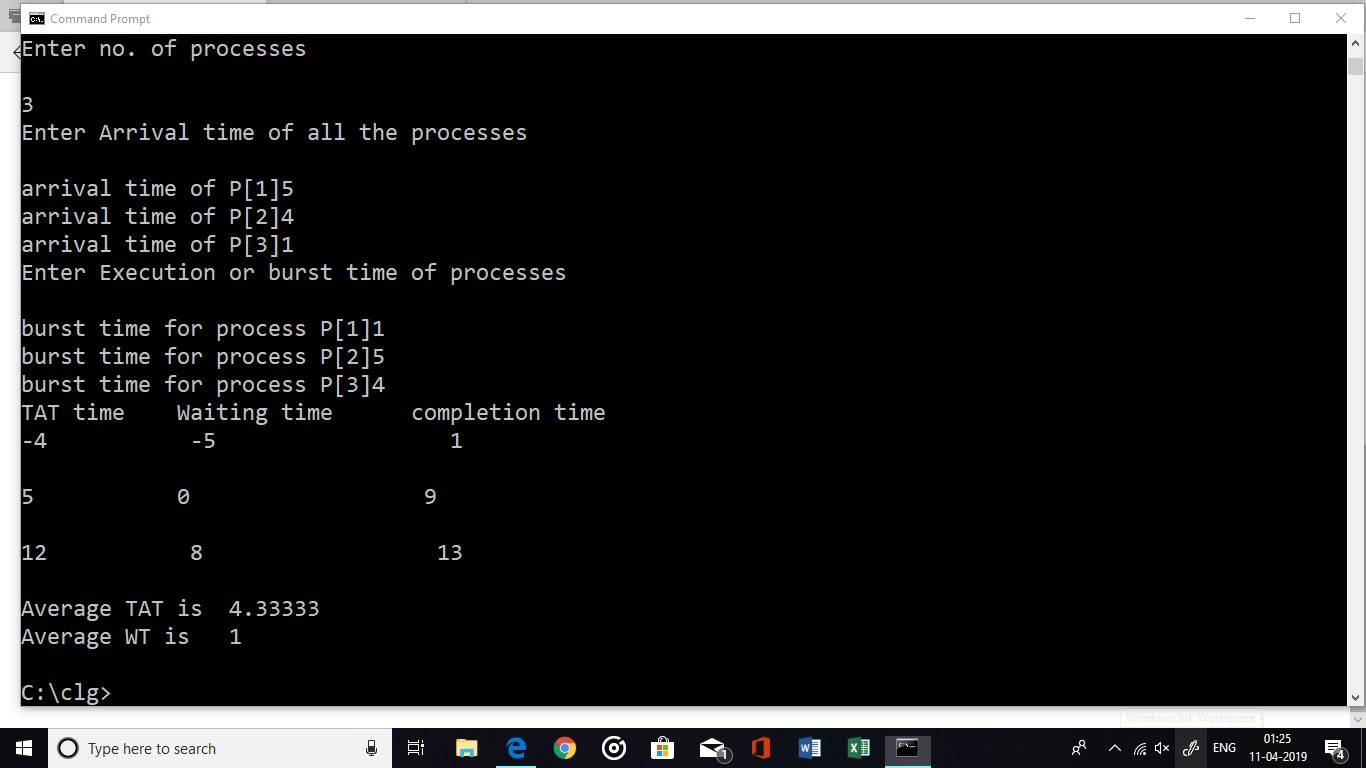 Command Prompt
Enter no. of processes
3
Enter Arrival time of all the processes
arrival time of P[1]5
arrival time of P[2]4
arrival time of P[3]1
Enter Execution or burst time of processes
burst time for process P[1]1
burst time for process P[2]5
burst time for process P[3]4
TAT time Waiting time completion time
-4 -5 1
5 0 9
12 8 13
Average TAT is 4.33333
Average WT is 1
C:\clg>
Windows Ink Workspace
Type here to search
1
ENG
01:25
11-04-2019
4